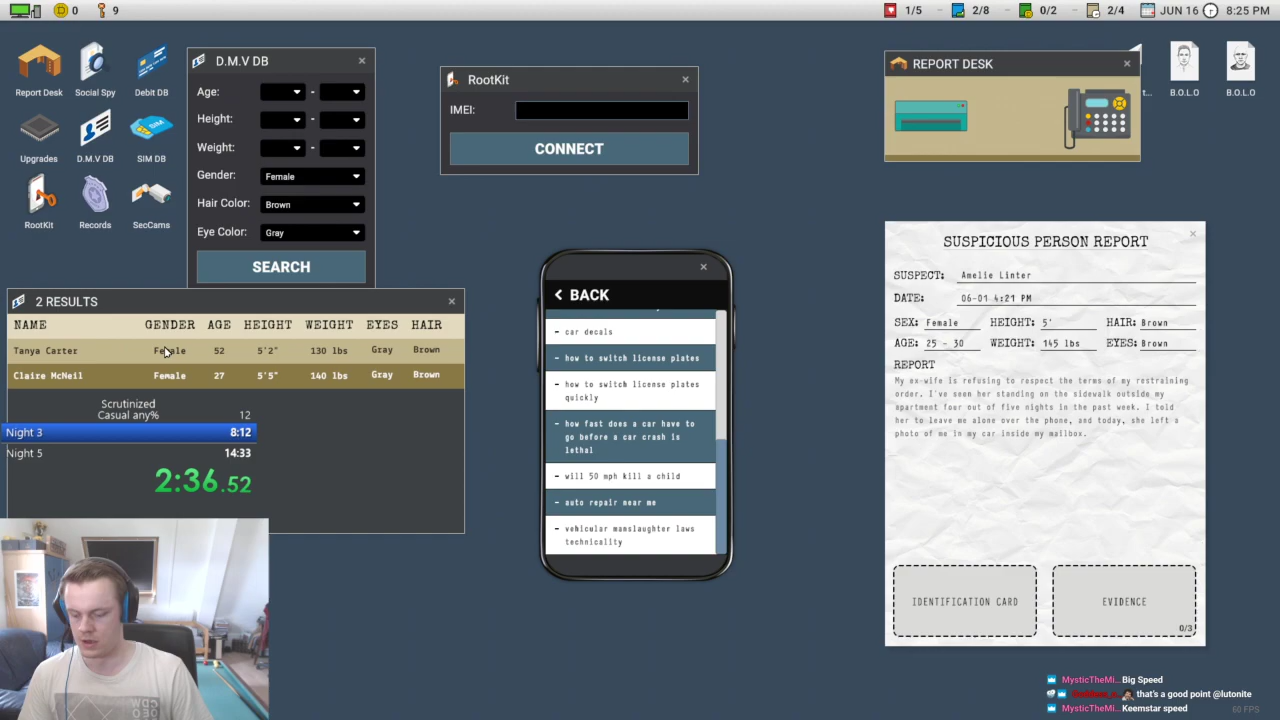 0
9
1/5
2/8
0/2
2/4
JUN 16
8:25 PM
Report Desk
Social Spy
Debit DB
Upgrades
D.M.V DB
SIM DB
RootKit
Records
SecCams
D.M.V DB
Age: -
Height: -
Weight: -
Gender: Female
Hair Color: Brown
Eye Color: Gray
SEARCH
2 RESULTS
NAME GENDER AGE HEIGHT WEIGHT EYES HAIR
Tanya Carter Female 52 5'2" 130 lbs Gray Brown
Claire McNeil Female 27 5'5" 140 lbs Gray Brown
Scrutinized
Casual any% 12
Night 3 8:12
Night 5 14:33
2:36.52
RootKit
IMEI:
CONNECT
BACK
- car decals
- how to switch license plates
- how to switch license plates
quickly
- how fast does a car have to
go before a car crash is
lethal
- will 50 mph kill a child
- auto repair near me
- vehicular manslaughter laws
technicality
REPORT DESK
B.O.L.O
B.O.L.O
SUSPICIOUS PERSON REPORT
SUSPECT: Amelie Linter
DATE: 06-01 4:21 PM
SEX: Female HEIGHT: 5' HAIR: Brown
AGE: 25 - 30 WEIGHT: 145 lbs EYES: Brown
REPORT
My ex-wife is refusing to respect the terms of my restraining
order. I've seen her standing on the sidewalk outside my
apartment four out of five nights in the past week. I told
her to leave me alone over the phone, and today, she left a
photo of me in my car inside my mailbox.
IDENTIFICATION CARD
EVIDENCE
0/3
MysticTheMi.. Big Speed
that's a good point @lutonite
MysticTheMi.. Keemstar speed
60 FPS